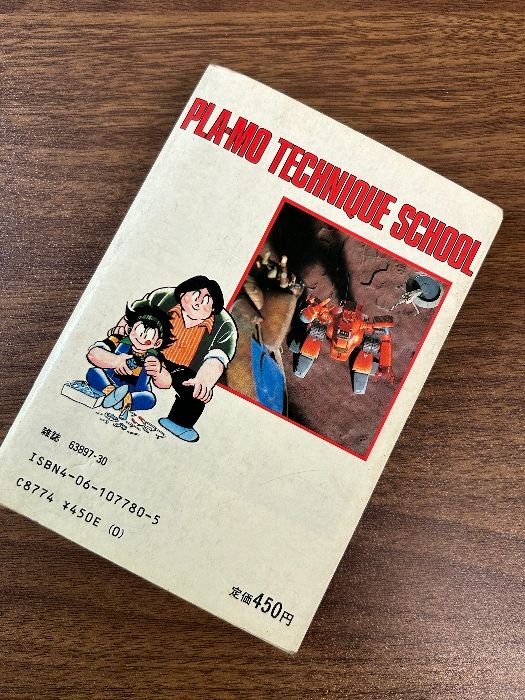 PLA-MO TECHNIQUE SCHOOL
雑誌 63897-30
ISBN4-06-107780-5
C8774 ¥450E (0)
定価450円